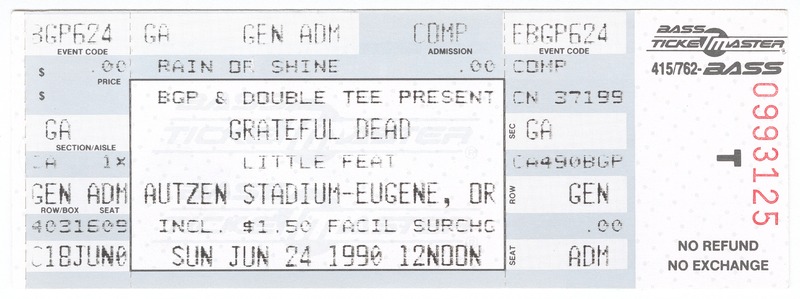 BGP624 GA GEN ADM COMP EBGP624
EVENT CODE ADMISSION EVENT CODE
$ .00 RAIN OR SHINE .00 COMP
PRICE
$ BGP & DOUBLE TEE PRESENT CN 37199
GA GRATEFUL DEAD SEC GA
SECTION/AISLE
CA 1X LITTLE FEAT CA490BGP
GEN ADM AUTZEN STADIUM-EUGENE, OR ROW GEN
ROW/BOX SEAT
4031609 INCL. $1.50 FACIL SURCHG .00
C18JUN0 SUN JUN 24 1990 12NOON SEAT ADM
BASS
TICKETMASTER
415/762-BASS
0993125
T
NO REFUND
NO EXCHANGE